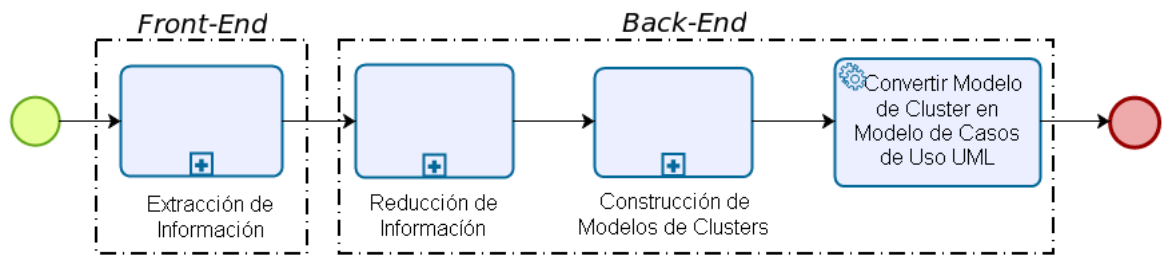 Front-End
Back-End
Extracción de
Información
Reducción de
Información
Construcción de
Modelos de Clusters
Convertir Modelo
de Cluster en
Modelo de Casos
de Uso UML